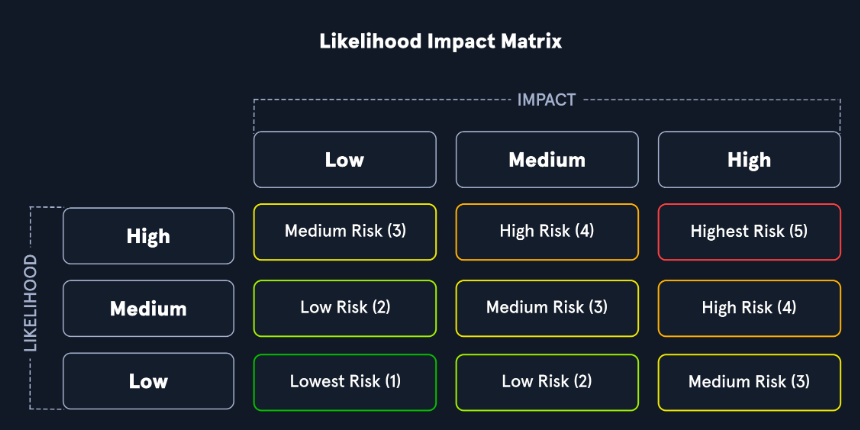 Likelihood Impact Matrix
IMPACT
Low
Medium
High
LIKELIHOOD
High
Medium Risk (3)
High Risk (4)
Highest Risk (5)
Medium
Low Risk (2)
Medium Risk (3)
High Risk (4)
Low
Lowest Risk (1)
Low Risk (2)
Medium Risk (3)